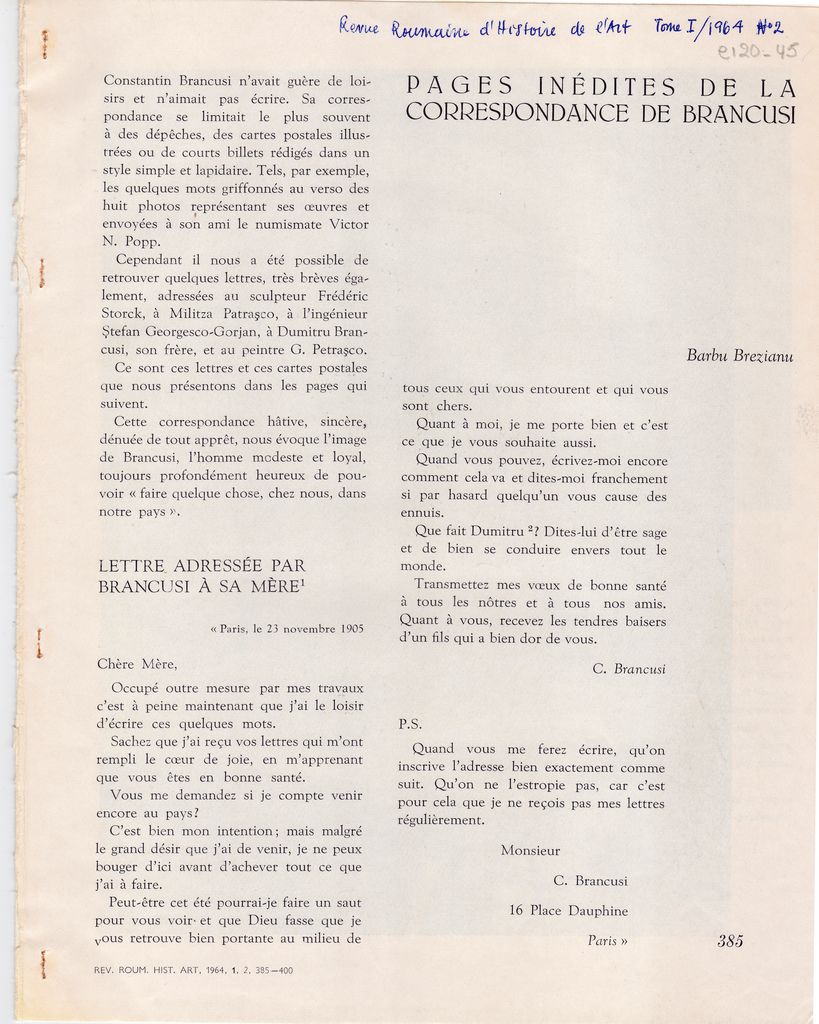 Revue Roumaine d'Histoire de l'Art Tome I/1964 No2
e120-45
PAGES INÉDITES DE LA
CORRESPONDANCE DE BRANCUSI
Barbu Brezianu
Constantin Brancusi n'avait guère de loi-
sirs et n'aimait pas écrire. Sa corres-
pondance se limitait le plus souvent
à des dépêches, des cartes postales illus-
trées ou de courts billets rédigés dans un
style simple et lapidaire. Tels, par exemple,
les quelques mots griffonnés au verso des
huit photos représentant ses œuvres et
envoyées à son ami le numismate Victor
N. Popp.
Cependant il nous a été possible de
retrouver quelques lettres, très brèves éga-
lement, adressées au sculpteur Frédéric
Storck, à Militza Patrașco, à l'ingénieur
Ștefan Georgesco-Gorjan, à Dumitru Bran-
cusi, son frère, et au peintre G. Petrașco.
Ce sont ces lettres et ces cartes postales
que nous présentons dans les pages qui
suivent.
Cette correspondance hâtive, sincère,
dénuée de tout apprêt, nous évoque l'image
de Brancusi, l'homme modeste et loyal,
toujours profondément heureux de pou-
voir « faire quelque chose, chez nous, dans
notre pays ».
LETTRE ADRESSÉE PAR
BRANCUSI À SA MÈRE¹
« Paris, le 23 novembre 1905
Chère Mère,
Occupé outre mesure par mes travaux
c'est à peine maintenant que j'ai le loisir
d'écrire ces quelques mots.
Sachez que j'ai reçu vos lettres qui m'ont
rempli le cœur de joie, en m'apprenant
que vous êtes en bonne santé.
Vous me demandez si je compte venir
encore au pays?
C'est bien mon intention; mais malgré
le grand désir que j'ai de venir, je ne peux
bouger d'ici avant d'achever tout ce que
j'ai à faire.
Peut-être cet été pourrai-je faire un saut
pour vous voir et que Dieu fasse que je
vous retrouve bien portante au milieu de
tous ceux qui vous entourent et qui vous
sont chers.
Quant à moi, je me porte bien et c'est
ce que je vous souhaite aussi.
Quand vous pouvez, écrivez-moi encore
comment cela va et dites-moi franchement
si par hasard quelqu'un vous cause des
ennuis.
Que fait Dumitru ²? Dites-lui d'être sage
et de bien se conduire envers tout le
monde.
Transmettez mes vœux de bonne santé
à tous les nôtres et à tous nos amis.
Quant à vous, recevez les tendres baisers
d'un fils qui a bien dor de vous.
C. Brancusi
P.S.
Quand vous me ferez écrire, qu'on
inscrive l'adresse bien exactement comme
suit. Qu'on ne l'estropie pas, car c'est
pour cela que je ne reçois pas mes lettres
régulièrement.
Monsieur
C. Brancusi
16 Place Dauphine
Paris »
385
REV. ROUM. HIST. ART, 1964, 1, 2, 385—400